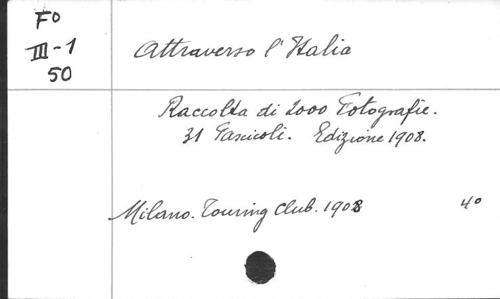 Fo
III-1
50
Attraverso l'Italia
Raccolta di 2000 Fotografie.
31 Fascicoli. Edizione 1908.
Milano. Touring Club. 1908 4°